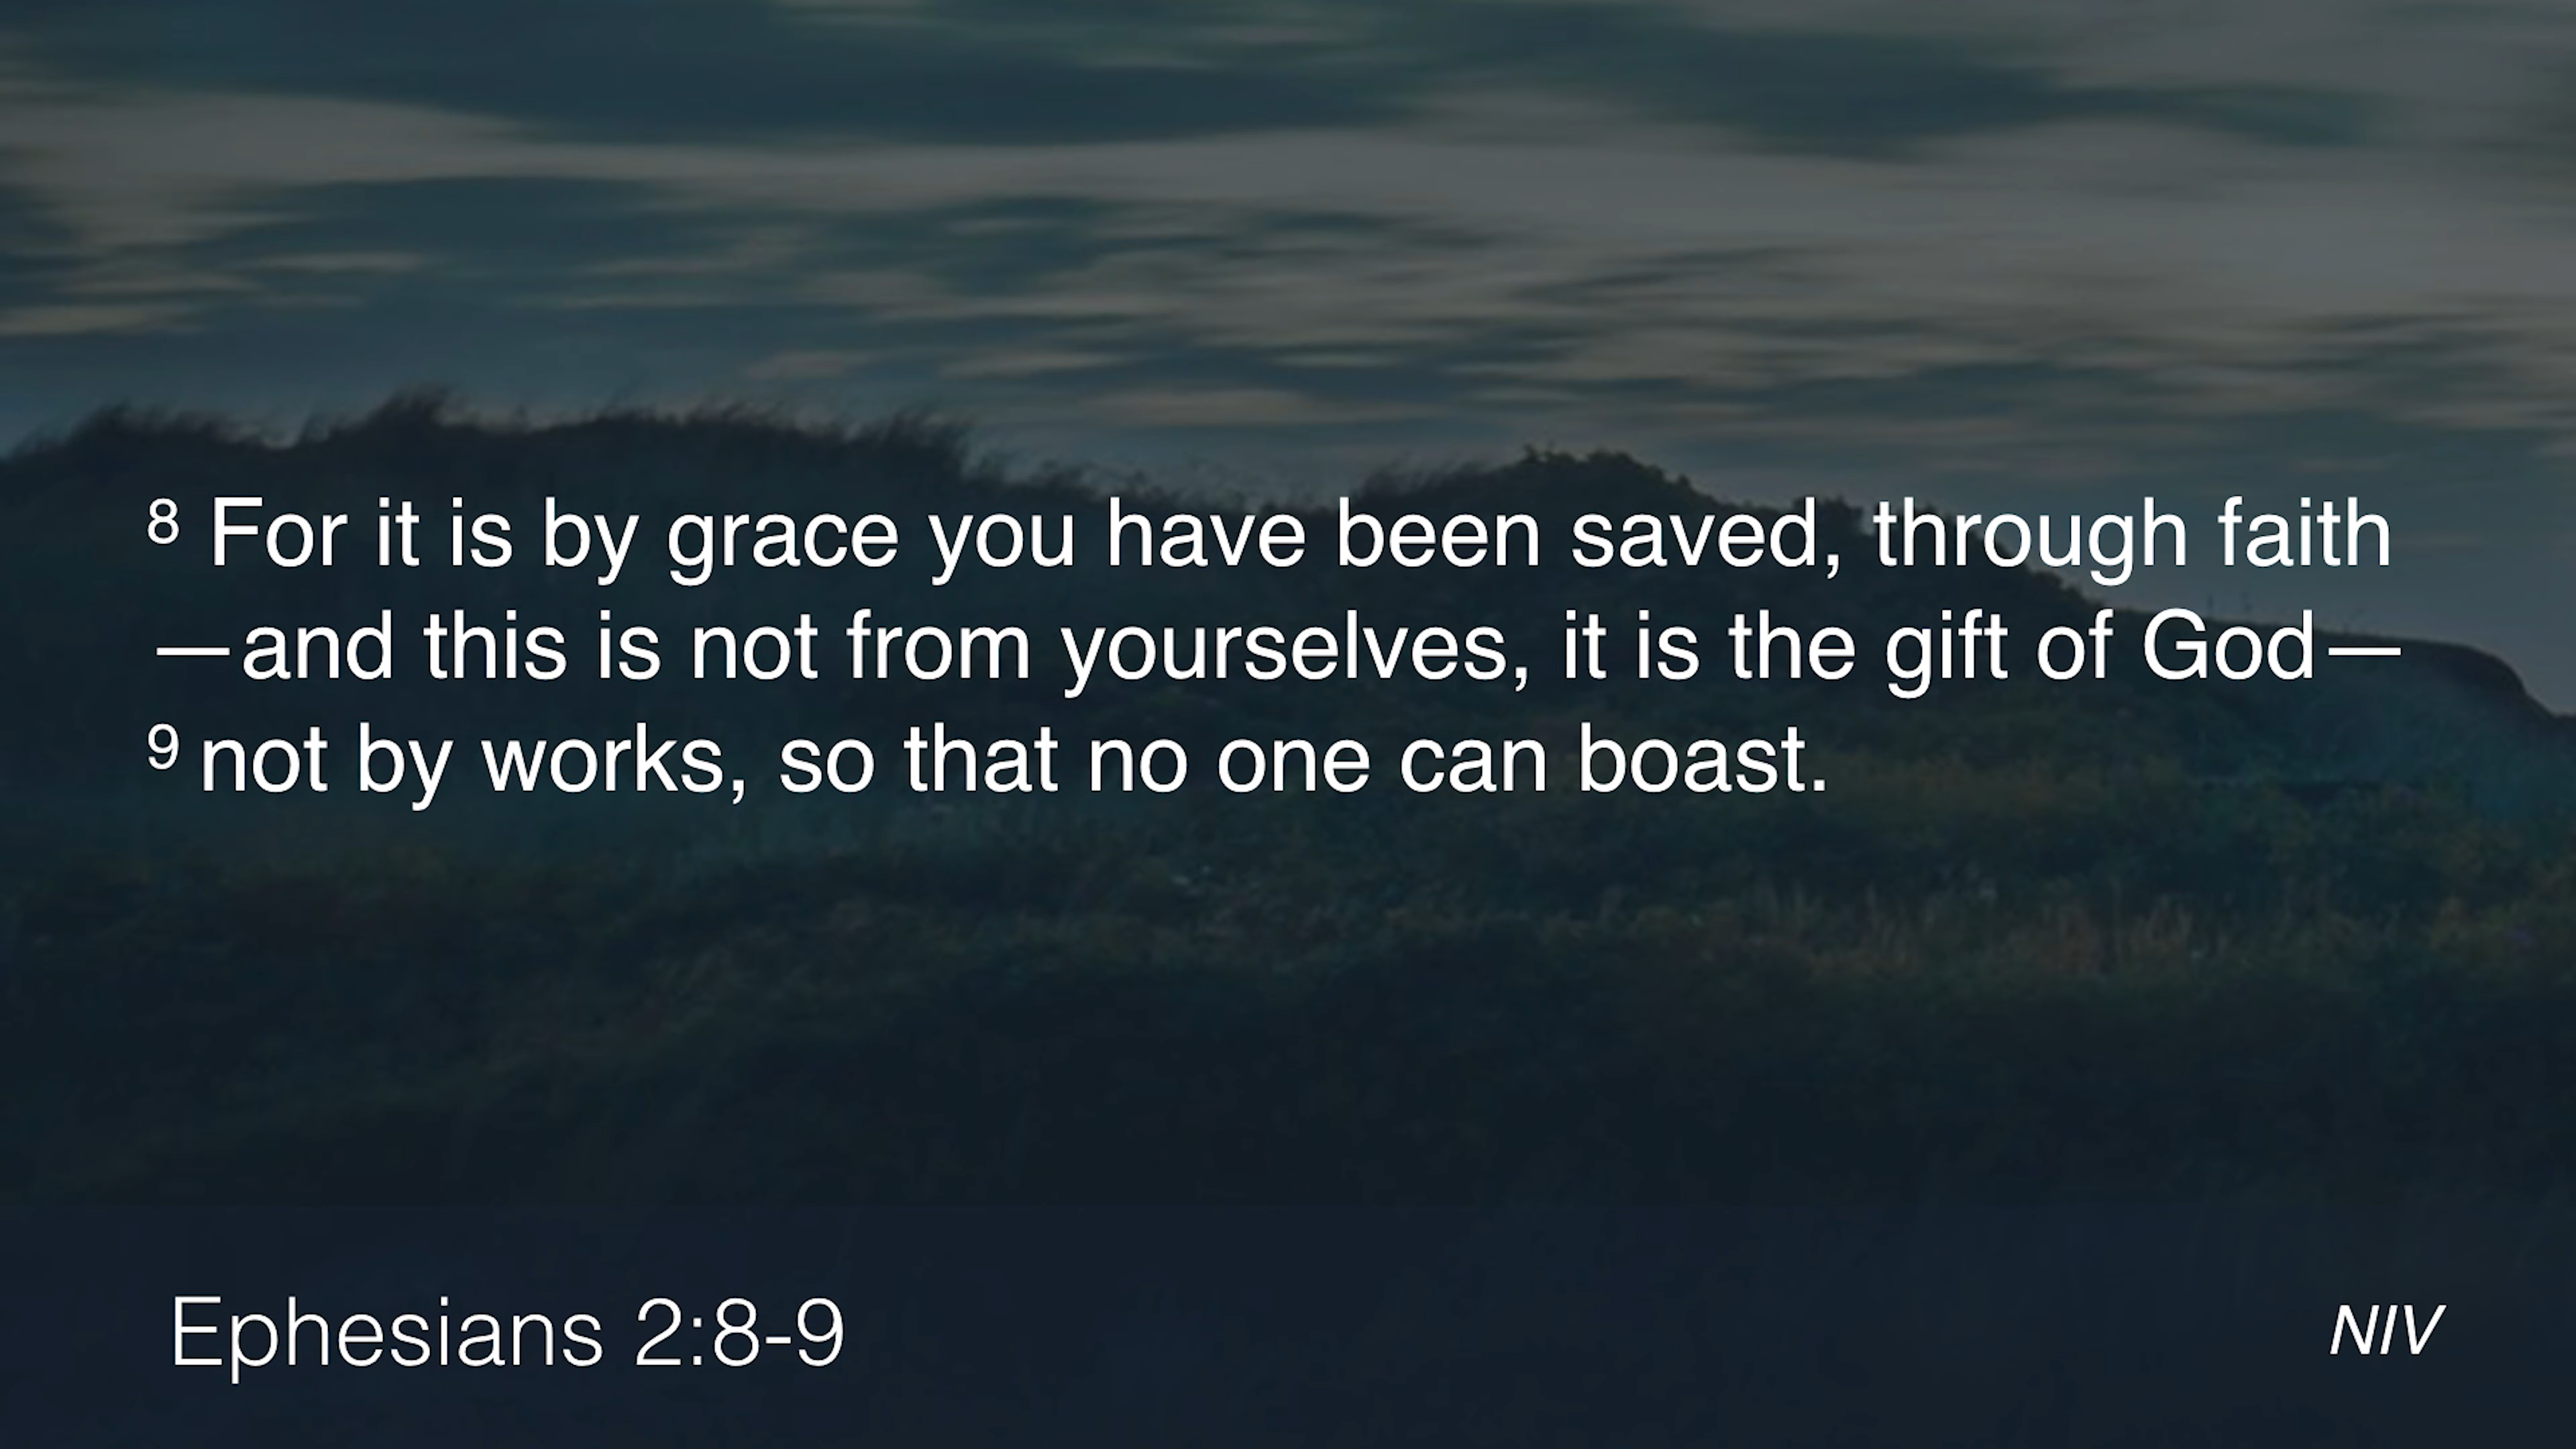 8 For it is by grace you have been saved, through faith
—and this is not from yourselves, it is the gift of God—
9 not by works, so that no one can boast.
Ephesians 2:8-9
NIV